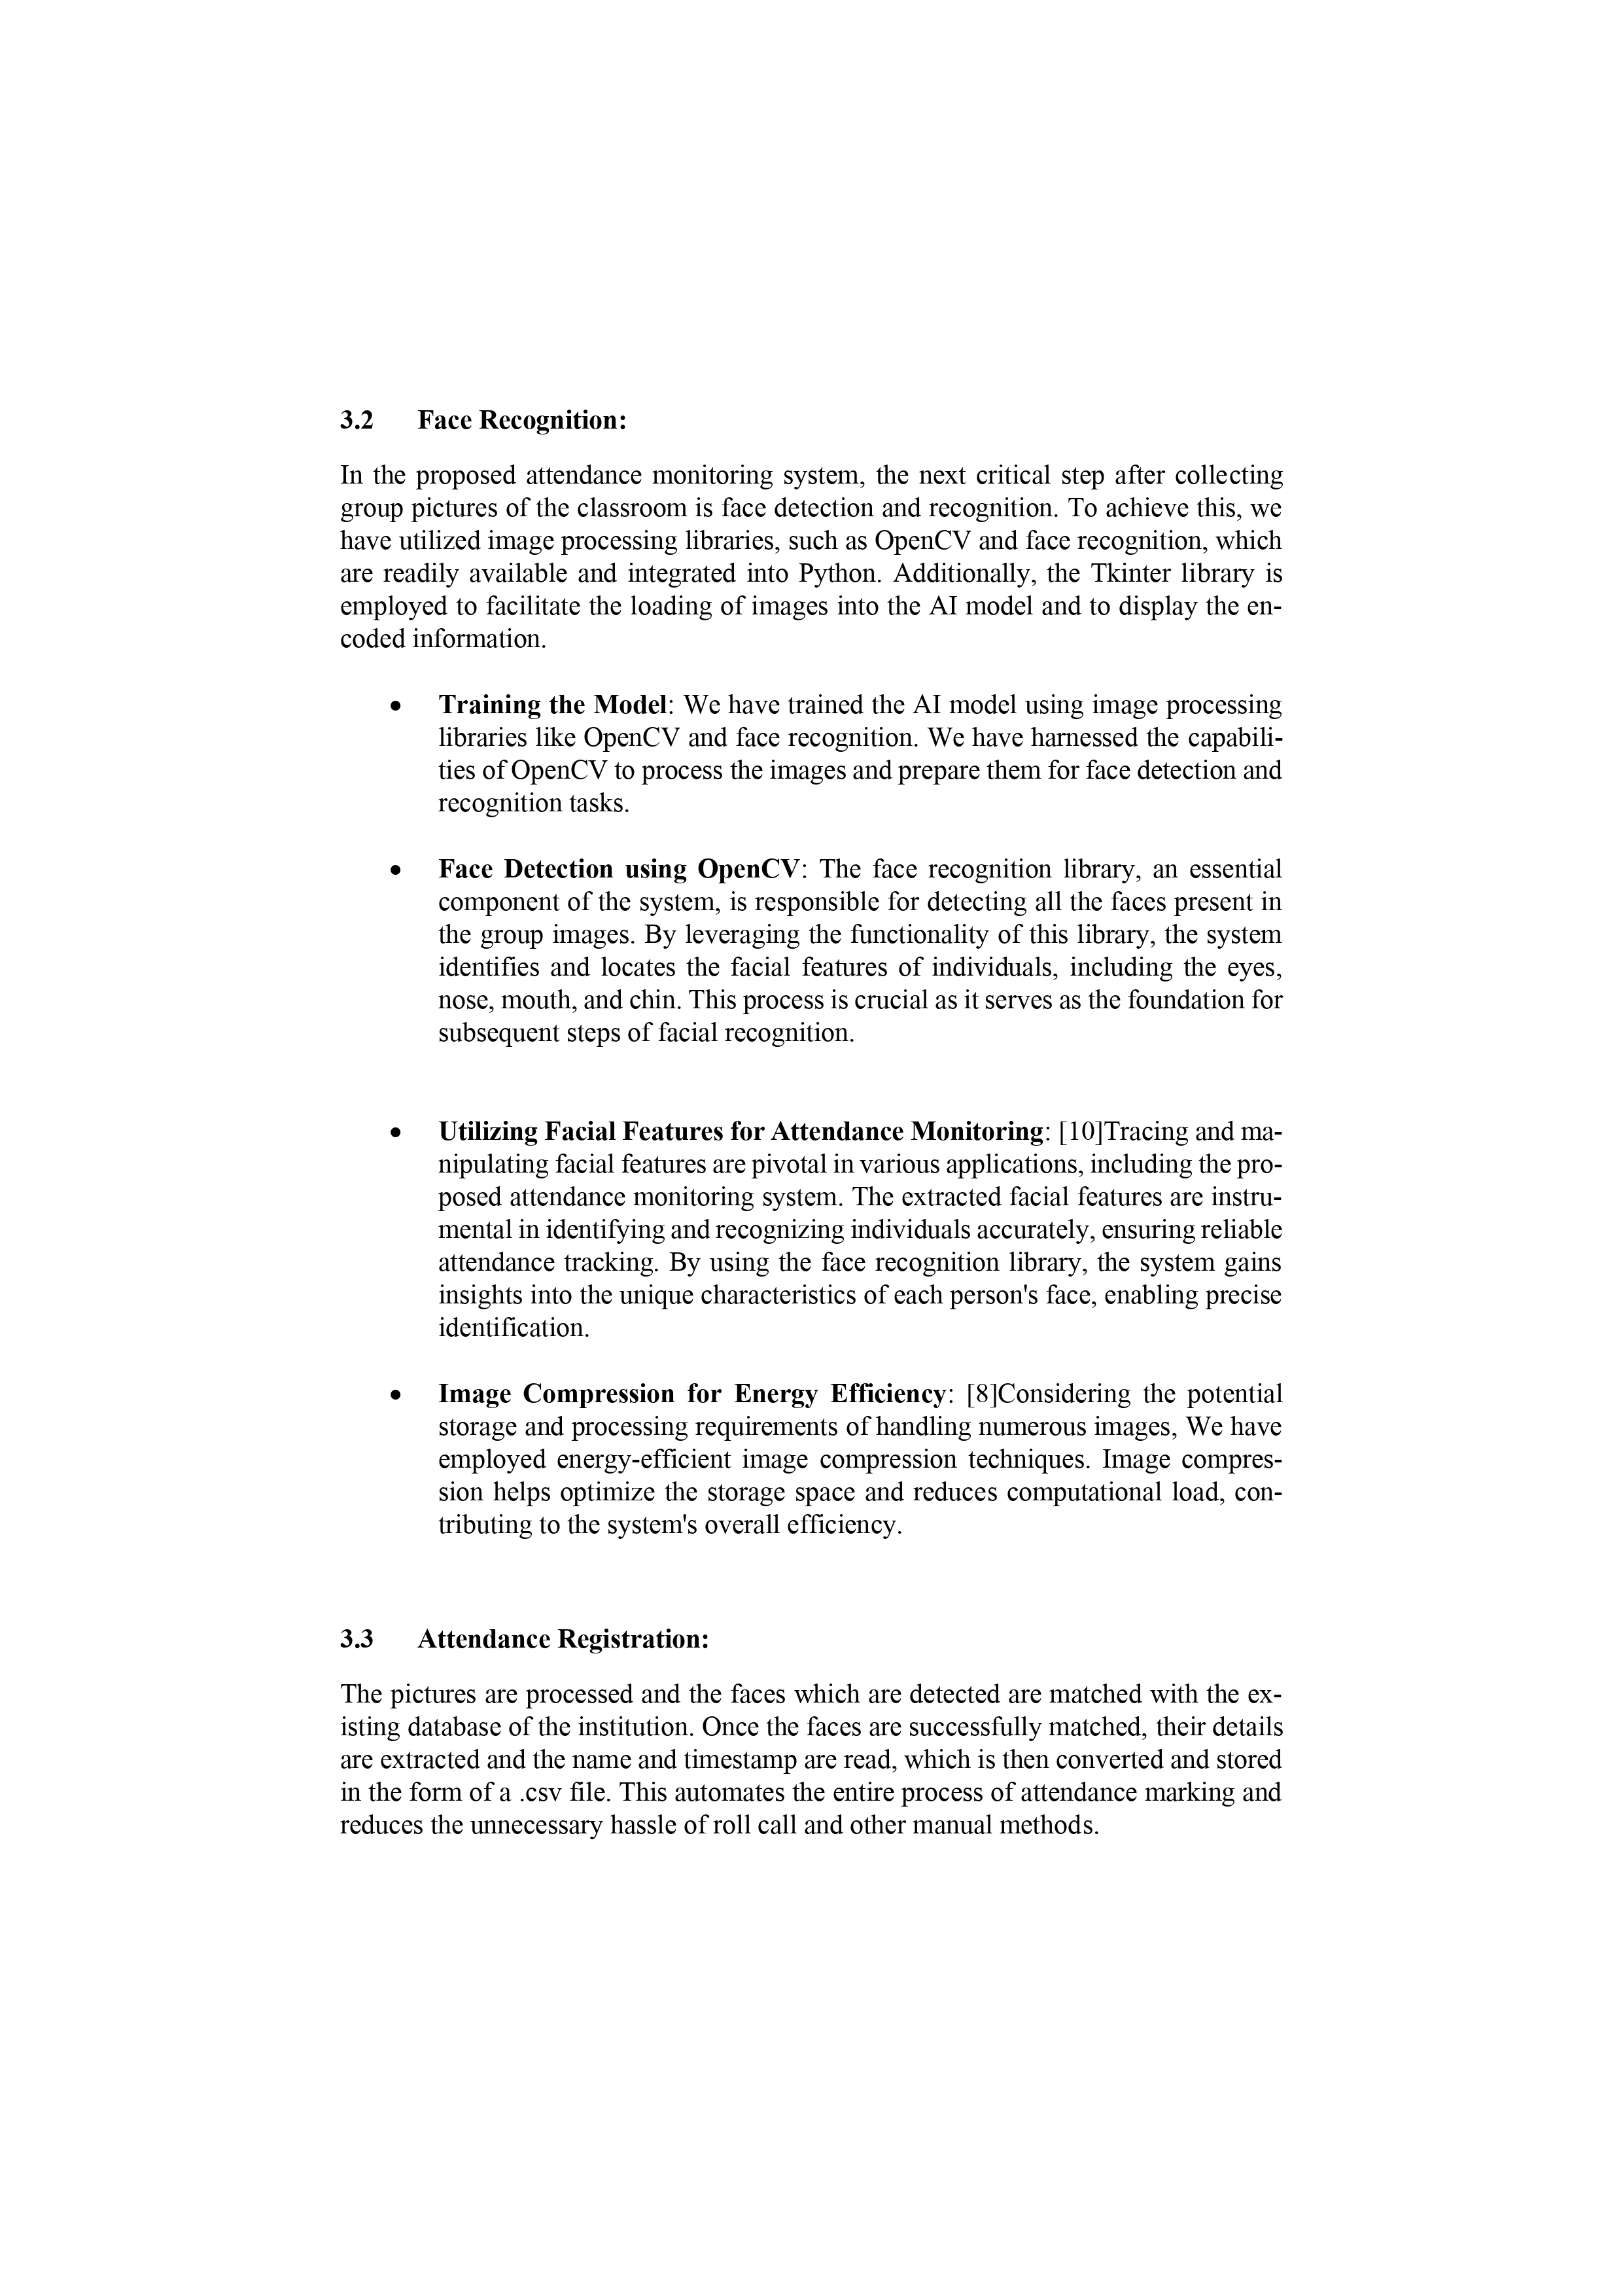 3.2 Face Recognition:
In the proposed attendance monitoring system, the next critical step after collecting
group pictures of the classroom is face detection and recognition. To achieve this, we
have utilized image processing libraries, such as OpenCV and face recognition, which
are readily available and integrated into Python. Additionally, the Tkinter library is
employed to facilitate the loading of images into the AI model and to display the en-
coded information.
• Training the Model: We have trained the AI model using image processing
libraries like OpenCV and face recognition. We have harnessed the capabili-
ties of OpenCV to process the images and prepare them for face detection and
recognition tasks.
• Face Detection using OpenCV: The face recognition library, an essential
component of the system, is responsible for detecting all the faces present in
the group images. By leveraging the functionality of this library, the system
identifies and locates the facial features of individuals, including the eyes,
nose, mouth, and chin. This process is crucial as it serves as the foundation for
subsequent steps of facial recognition.
• Utilizing Facial Features for Attendance Monitoring: [10]Tracing and ma-
nipulating facial features are pivotal in various applications, including the pro-
posed attendance monitoring system. The extracted facial features are instru-
mental in identifying and recognizing individuals accurately, ensuring reliable
attendance tracking. By using the face recognition library, the system gains
insights into the unique characteristics of each person's face, enabling precise
identification.
• Image Compression for Energy Efficiency: [8]Considering the potential
storage and processing requirements of handling numerous images, We have
employed energy-efficient image compression techniques. Image compres-
sion helps optimize the storage space and reduces computational load, con-
tributing to the system's overall efficiency.
3.3 Attendance Registration:
The pictures are processed and the faces which are detected are matched with the ex-
isting database of the institution. Once the faces are successfully matched, their details
are extracted and the name and timestamp are read, which is then converted and stored
in the form of a .csv file. This automates the entire process of attendance marking and
reduces the unnecessary hassle of roll call and other manual methods.